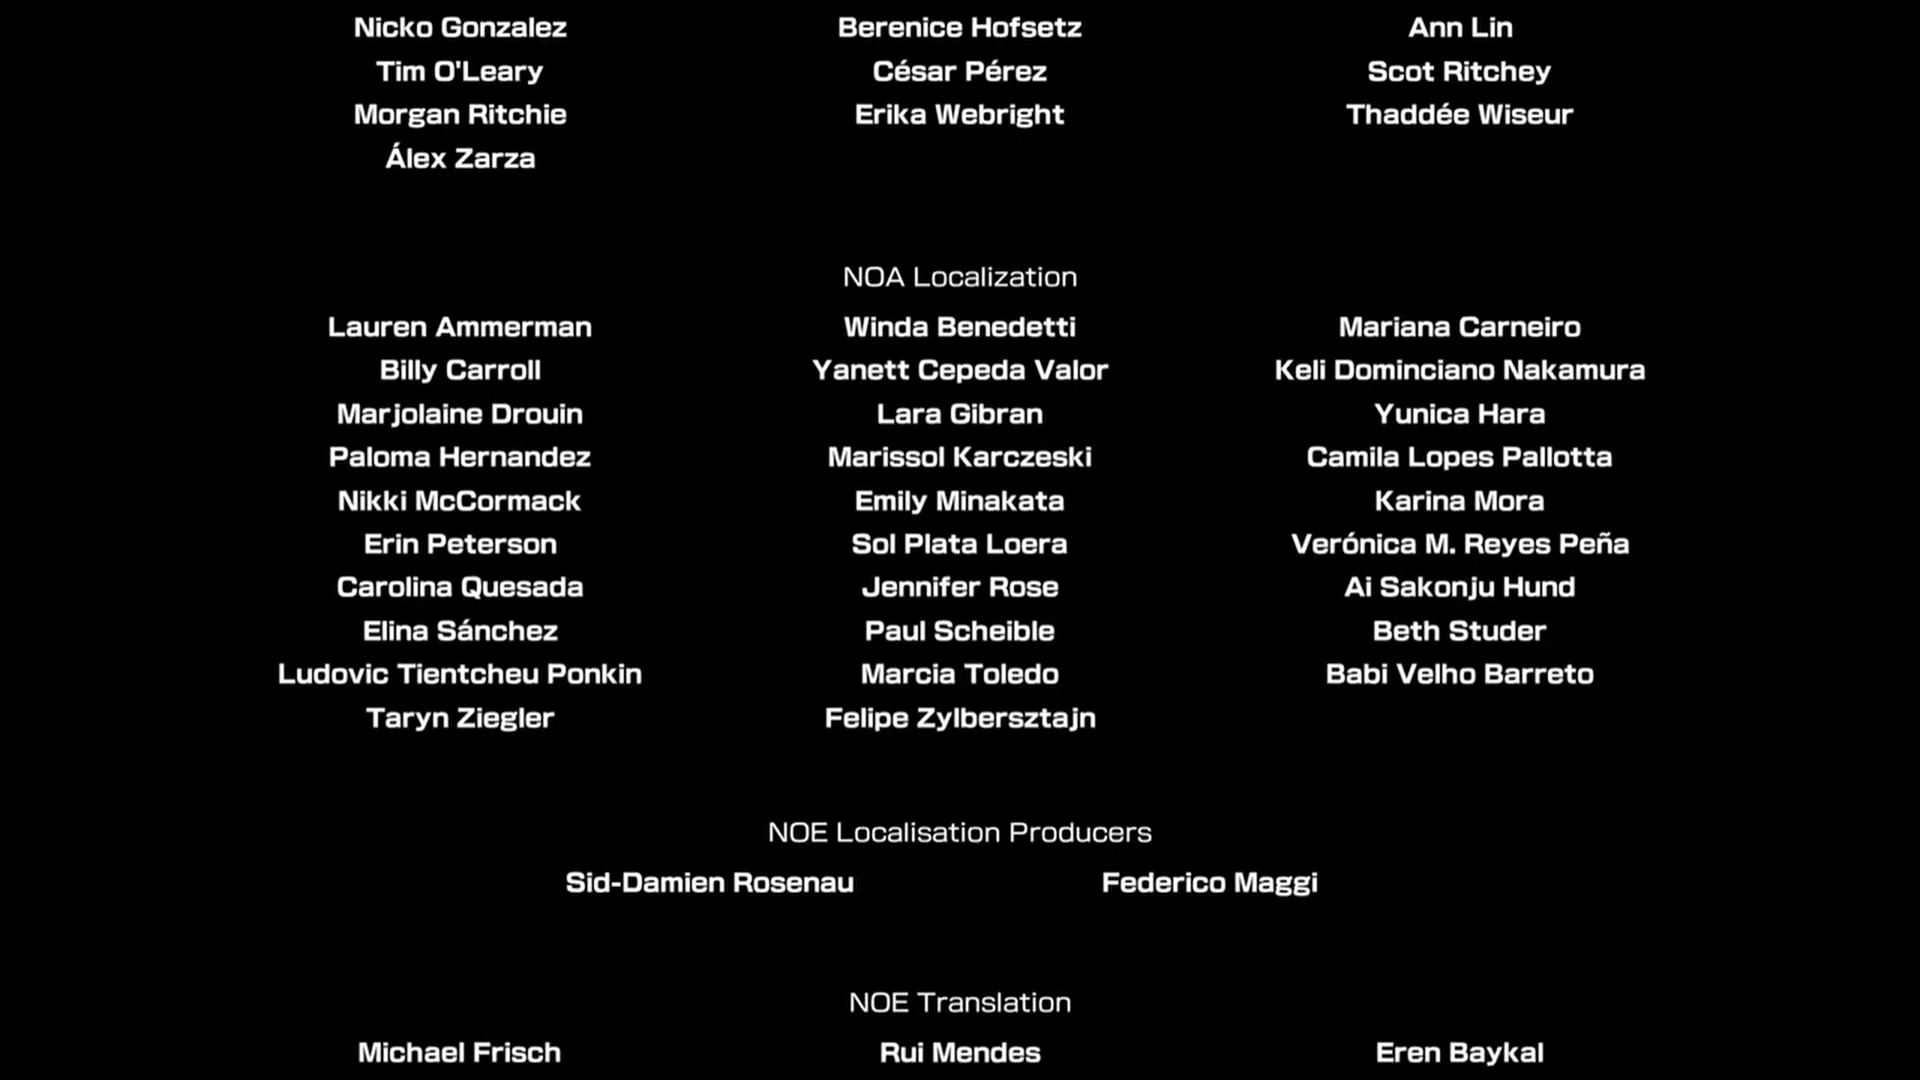 Nicko Gonzalez Berenice Hofsetz Ann Lin
Tim O'Leary César Pérez Scot Ritchey
Morgan Ritchie Erika Webright Thaddée Wiseur
Álex Zarza
NOA Localization
Lauren Ammerman Winda Benedetti Mariana Carneiro
Billy Carroll Yanett Cepeda Valor Keli Dominciano Nakamura
Marjolaine Drouin Lara Gibran Yunica Hara
Paloma Hernandez Marissol Karczeski Camila Lopes Pallotta
Nikki McCormack Emily Minakata Karina Mora
Erin Peterson Sol Plata Loera Verónica M. Reyes Peña
Carolina Quesada Jennifer Rose Ai Sakonju Hund
Elina Sánchez Paul Scheible Beth Studer
Ludovic Tientcheu Ponkin Marcia Toledo Babi Velho Barreto
Taryn Ziegler Felipe Zylbersztajn
NOE Localisation Producers
Sid-Damien Rosenau Federico Maggi
NOE Translation
Michael Frisch Rui Mendes Eren Baykal